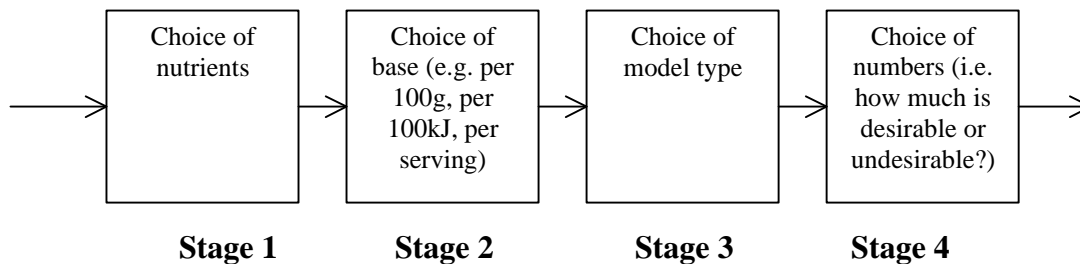 Choice of
nutrients
Choice of
base (e.g. per
100g, per
100kJ, per
serving)
Choice of
model type
Choice of
numbers (i.e.
how much is
desirable or
undesirable?)
Stage 1
Stage 2
Stage 3
Stage 4